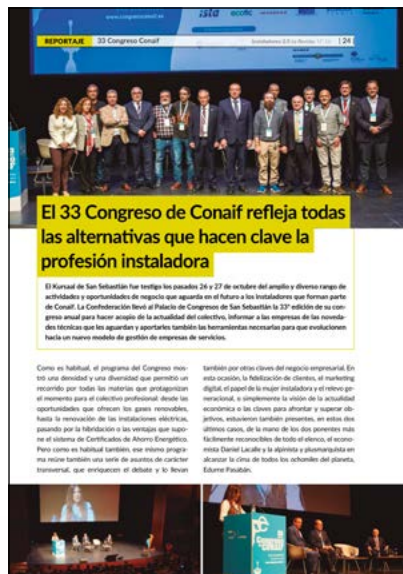 www.congresoconaif.es
ista
ecofic
REPORTAJE
33 Congreso Conaif
24
El 33 Congreso de Conaif refleja todas
las alternativas que hacen clave la
profesión instaladora
El Kursaal de San Sebastián fue testigo los pasados 26 y 27 de octubre del amplio y diverso rango de
actividades y oportunidades de negocio que aguarda en el futuro a los instaladores que forman parte
de Conaif. La Confederación llevó al Palacio de Congresos de San Sebastián la 33ª edición de su con-
greso anual para hacer acopio de la actualidad del colectivo, informar a las empresas de las noveda-
des técnicas que les aguardan y aportarles también las herramientas necesarias para que evolucionen
hacia un nuevo modelo de gestión de empresas de servicios.
Como es habitual, el programa del Congreso mos-
tró una densidad y una diversidad que permitió un
recorrido por todas las materias que protagonizan
el momento para el colectivo profesional: desde las
oportunidades que ofrecen los gases renovables,
hasta la renovación de las instalaciones eléctricas,
pasando por la hibridación o las ventajas que supo-
ne el sistema de Certificados de Ahorro Energético.
Pero como es habitual también, ese mismo progra-
ma reúne también una serie de asuntos de carácter
transversal, que enriquecen el debate y lo llevan
también por otras claves del negocio empresarial. En
esta ocasión, la fidelización de clientes, el marketing
digital, el papel de la mujer instaladora y el relevo ge-
neracional, o simplemente la visión de la actualidad
económica o las claves para afrontar y superar ob-
jetivos, estuvieron también presentes, en estos dos
últimos casos, de la mano de los dos ponentes más
fácilmente reconocibles de todo el elenco, el econo-
mista Daniel Lacalle y la alpinista y plusmarquista en
alcanzar la cima de todos los ochomiles del planeta,
Edurne Pasabán.